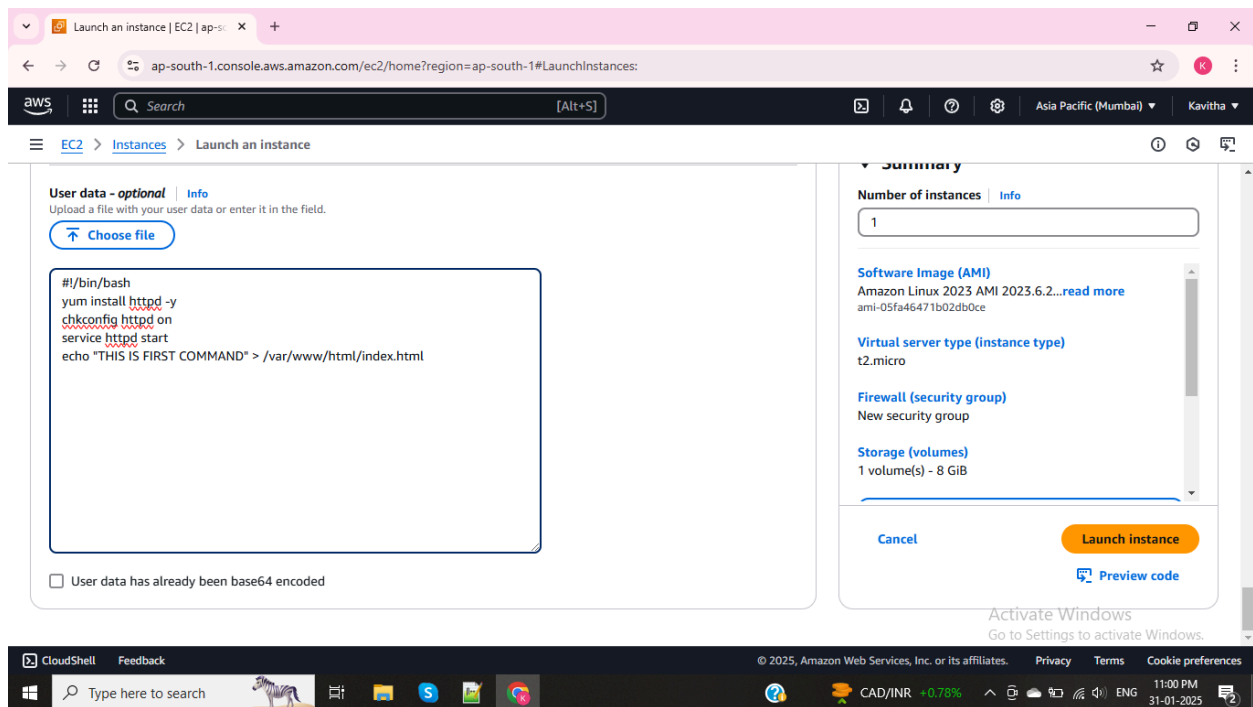 Launch an instance | EC2 | ap-sc
ap-south-1.console.aws.amazon.com/ec2/home?region=ap-south-1#LaunchInstances:
K
aws
Search
[Alt+S]
Asia Pacific (Mumbai)
Kavitha
EC2 > Instances > Launch an instance
User data - optional
Info
Upload a file with your user data or enter it in the field.
Choose file
#!/bin/bash
yum install httpd -y
chkconfig httpd on
service httpd start
echo "THIS IS FIRST COMMAND" > /var/www/html/index.html
User data has already been base64 encoded
Summary
Number of instances
Info
1
Software Image (AMI)
Amazon Linux 2023 AMI 2023.6.2...read more
ami-05fa46471b02db0ce
Virtual server type (instance type)
t2.micro
Firewall (security group)
New security group
Storage (volumes)
1 volume(s) - 8 GiB
Cancel
Launch instance
Preview code
Activate Windows
Go to Settings to activate Windows.
CloudShell
Feedback
© 2025, Amazon Web Services, Inc. or its affiliates.
Privacy
Terms
Cookie preferences
Type here to search
CAD/INR +0.78%
ENG
11:00 PM
31-01-2025
2